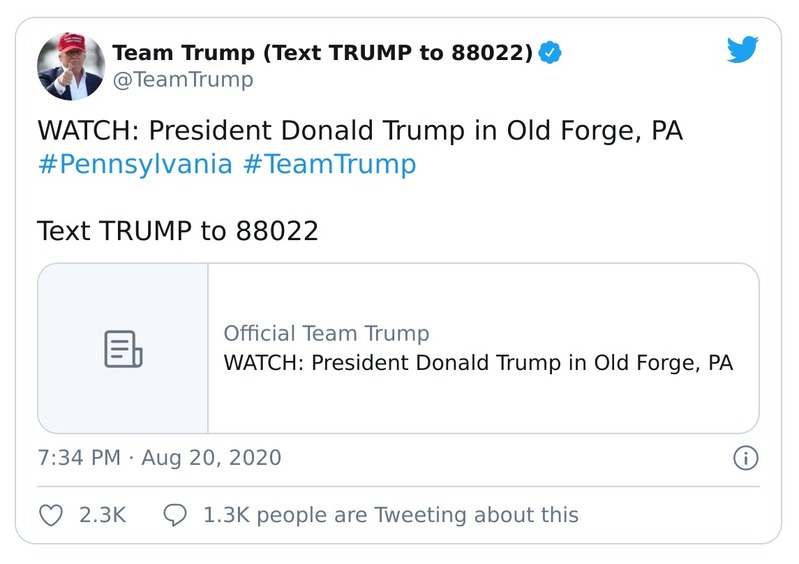 Team Trump (Text TRUMP to 88022)
@TeamTrump
WATCH: President Donald Trump in Old Forge, PA
#Pennsylvania #TeamTrump
Text TRUMP to 88022
Official Team Trump
WATCH: President Donald Trump in Old Forge, PA
7:34 PM · Aug 20, 2020
2.3K 1.3K people are Tweeting about this